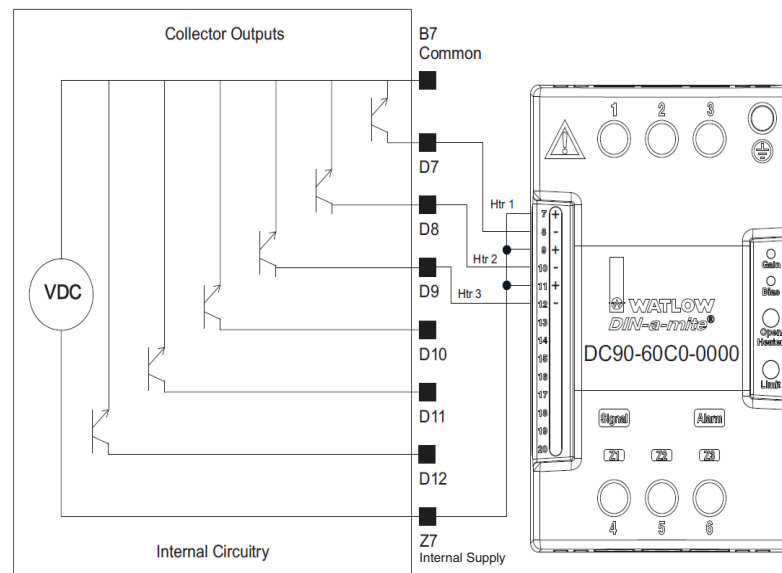 Collector Outputs
B7
Common
D7
D8
D9
D10
D11
D12
Z7
Internal Supply
VDC
Internal Circuitry
Htr 1
Htr 2
Htr 3
1 2 3
7 +
8 -
9 +
10 -
11 +
12 -
13
14
15
16
17
18
19
20
WATLOW
DIN-a-mite®
DC90-60C0-0000
Gain
Bias
Open
Heater
Limit
Signal Alarm
Z1 Z2 Z3
4 5 6